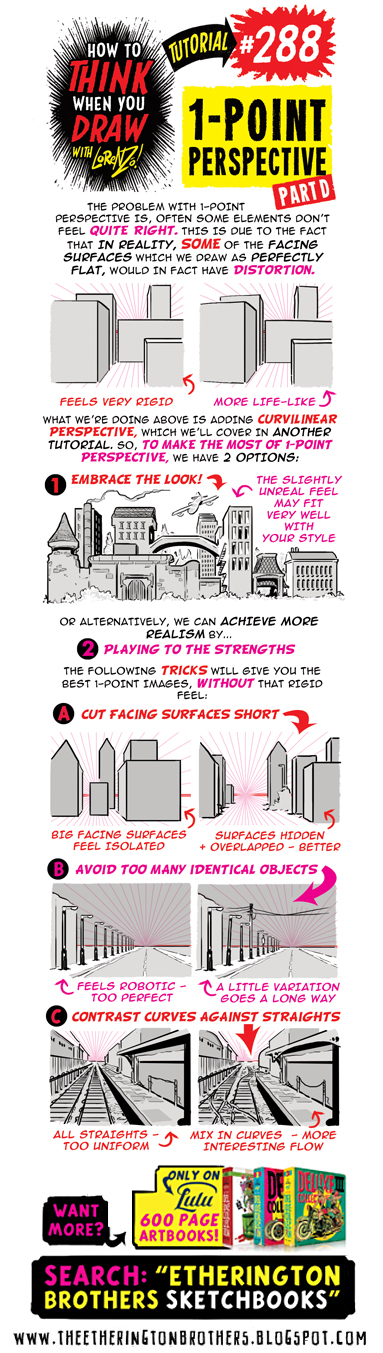 HOW TO
THINK
WHEN YOU
DRAW
WITH LORENZO!
TUTORIAL
#288
1-POINT
PERSPECTIVE
PART D
THE PROBLEM WITH 1-POINT
PERSPECTIVE IS, OFTEN SOME ELEMENTS DON'T
FEEL QUITE RIGHT. THIS IS DUE TO THE FACT
THAT IN REALITY, SOME OF THE FACING
SURFACES WHICH WE DRAW AS PERFECTLY
FLAT, WOULD IN FACT HAVE DISTORTION.
FEELS VERY RIGID
MORE LIFE-LIKE
WHAT WE'RE DOING ABOVE IS ADDING CURVILINEAR
PERSPECTIVE, WHICH WE'LL COVER IN ANOTHER
TUTORIAL. SO, TO MAKE THE MOST OF 1-POINT
PERSPECTIVE, WE HAVE 2 OPTIONS:
1 EMBRACE THE LOOK!
THE SLIGHTLY
UNREAL FEEL
MAY FIT
VERY WELL
WITH
YOUR STYLE
OR ALTERNATIVELY, WE CAN ACHIEVE MORE
REALISM BY...
2 PLAYING TO THE STRENGTHS
THE FOLLOWING TRICKS WILL GIVE YOU THE
BEST 1-POINT IMAGES, WITHOUT THAT RIGID
FEEL:
A CUT FACING SURFACES SHORT
BIG FACING SURFACES
FEEL ISOLATED
SURFACES HIDDEN
+ OVERLAPPED - BETTER
B AVOID TOO MANY IDENTICAL OBJECTS
FEELS ROBOTIC -
TOO PERFECT
A LITTLE VARIATION
GOES A LONG WAY
C CONTRAST CURVES AGAINST STRAIGHTS
ALL STRAIGHTS -
TOO UNIFORM
MIX IN CURVES - MORE
INTERESTING FLOW
WANT
MORE?
ONLY ON
Lulu
600 PAGE
ARTBOOKS!
SEARCH: "ETHERINGTON
BROTHERS SKETCHBOOKS"
WWW.THEETHERINGTONBROTHERS.BLOGSPOT.COM